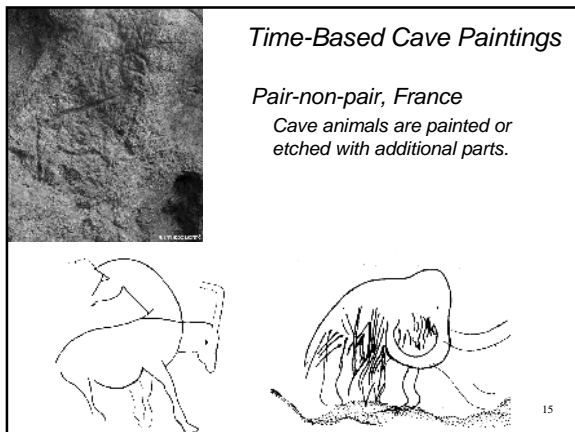 Time-Based Cave Paintings
Pair-non-pair, France
Cave animals are painted or
etched with additional parts.
15